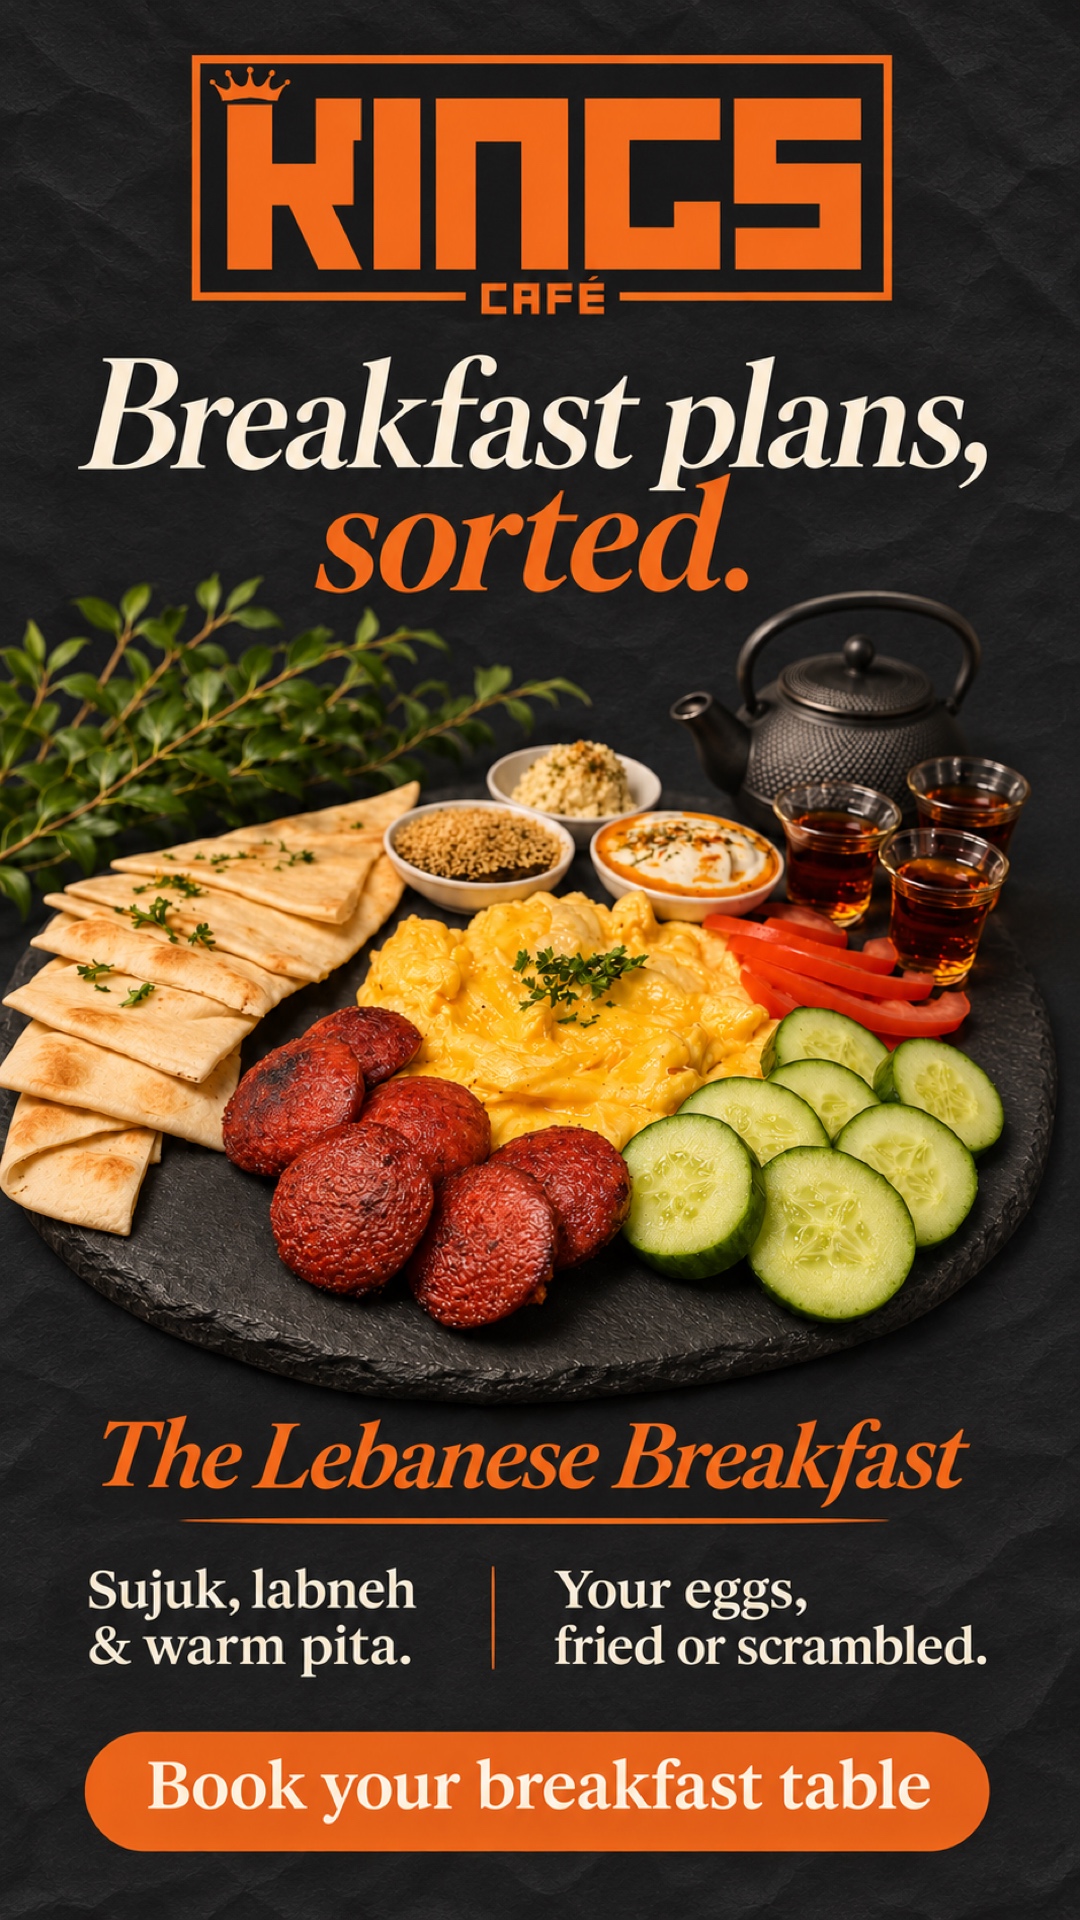 KINGS
CAFÉ
Breakfast plans,
sorted.
The Lebanese Breakfast
Sujuk, labneh
& warm pita.
Your eggs,
fried or scrambled.
Book your breakfast table